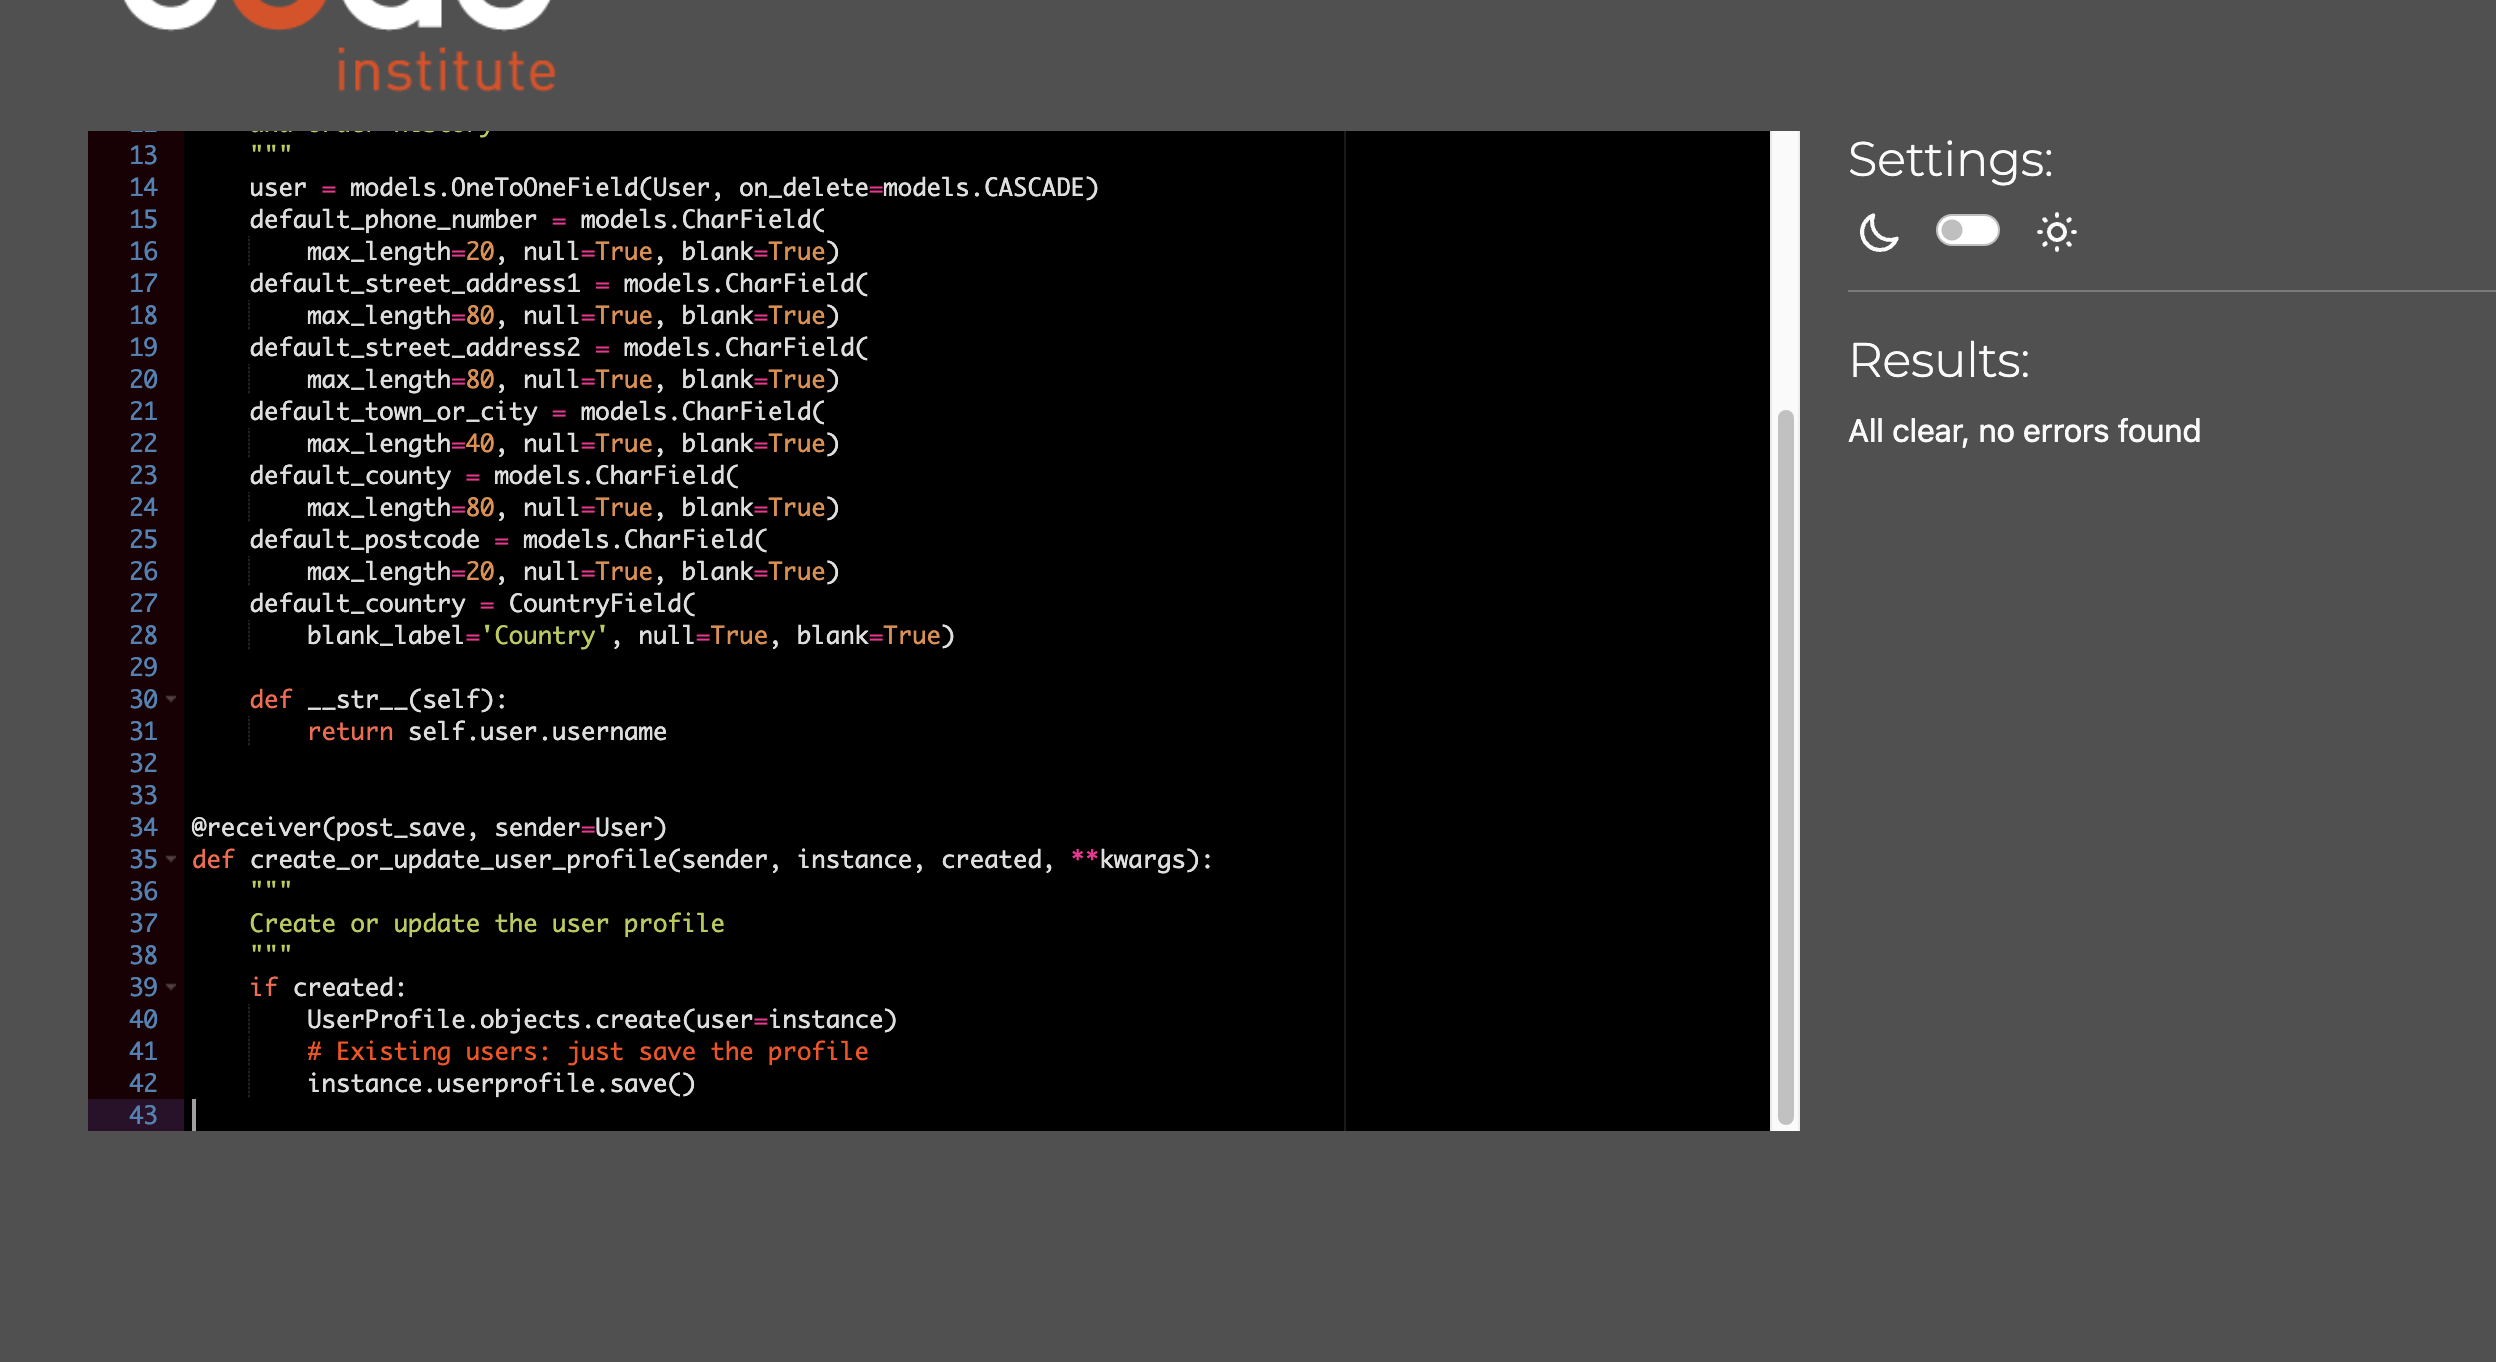 institute
13 """
14 user = models.OneToOneField(User, on_delete=models.CASCADE)
15 default_phone_number = models.CharField(
16 max_length=20, null=True, blank=True)
17 default_street_address1 = models.CharField(
18 max_length=80, null=True, blank=True)
19 default_street_address2 = models.CharField(
20 max_length=80, null=True, blank=True)
21 default_town_or_city = models.CharField(
22 max_length=40, null=True, blank=True)
23 default_county = models.CharField(
24 max_length=80, null=True, blank=True)
25 default_postcode = models.CharField(
26 max_length=20, null=True, blank=True)
27 default_country = CountryField(
28 blank_label='Country', null=True, blank=True)
29
30 def __str__(self):
31 return self.user.username
32
33
34 @receiver(post_save, sender=User)
35 def create_or_update_user_profile(sender, instance, created, **kwargs):
36 """
37 Create or update the user profile
38 """
39 if created:
40 UserProfile.objects.create(user=instance)
41 # Existing users: just save the profile
42 instance.userprofile.save()
43
Settings:
Results:
All clear, no errors found